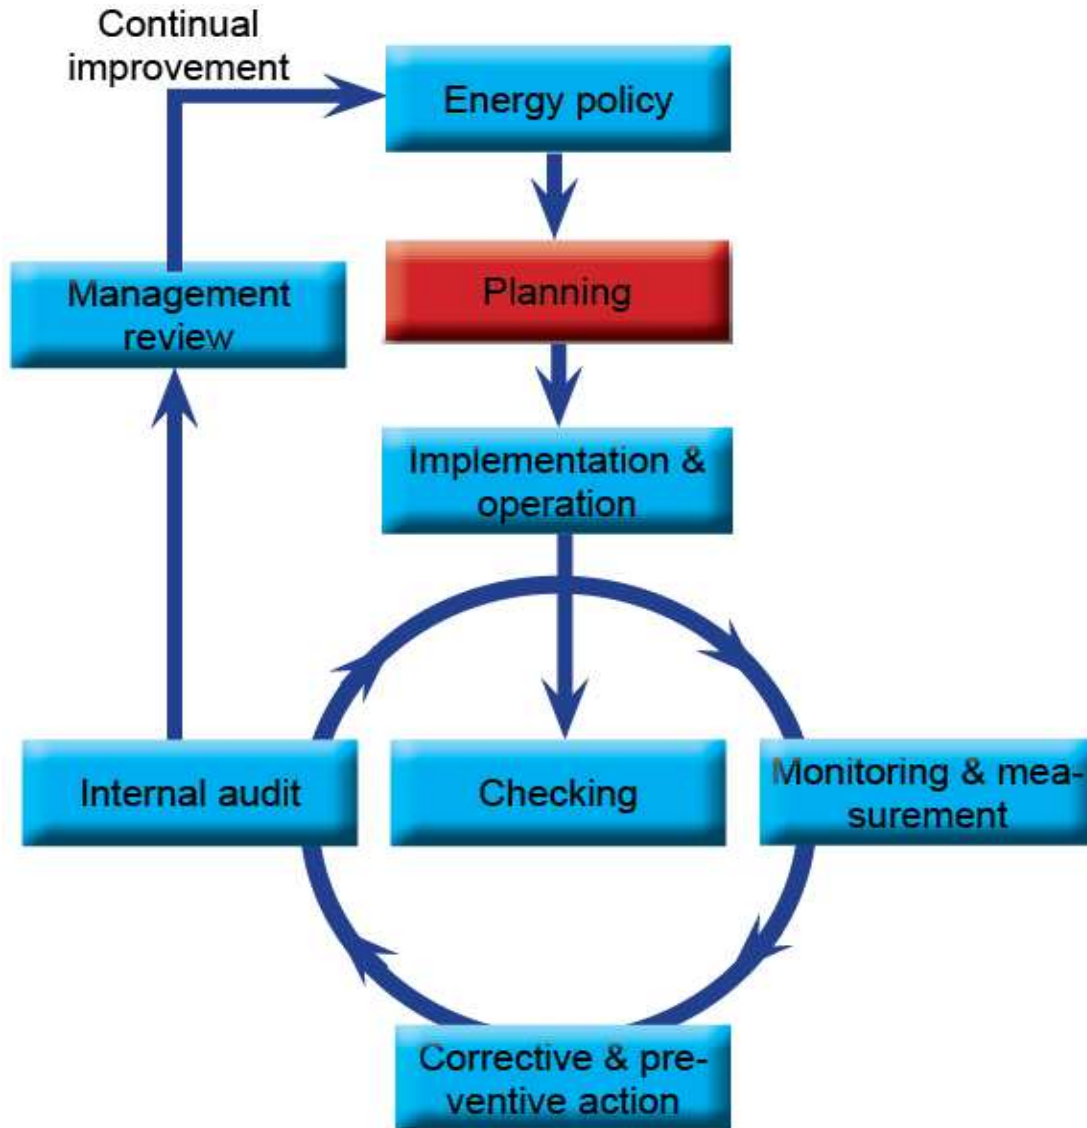 Continual
improvement
Energy policy
Planning
Management
review
Implementation &
operation
Internal audit
Checking
Monitoring & mea-
surement
Corrective & pre-
ventive action